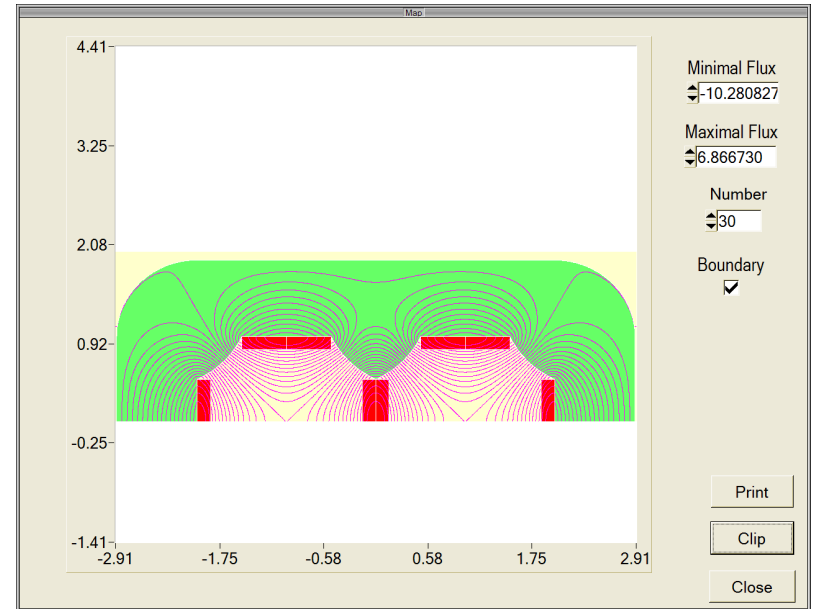 Map
4.41
3.25
2.08
0.92
-0.25
-1.41
-2.91 -1.75 -0.58 0.58 1.75 2.91
Minimal Flux
-10.280827
Maximal Flux
6.866730
Number
30
Boundary
Print
Clip
Close